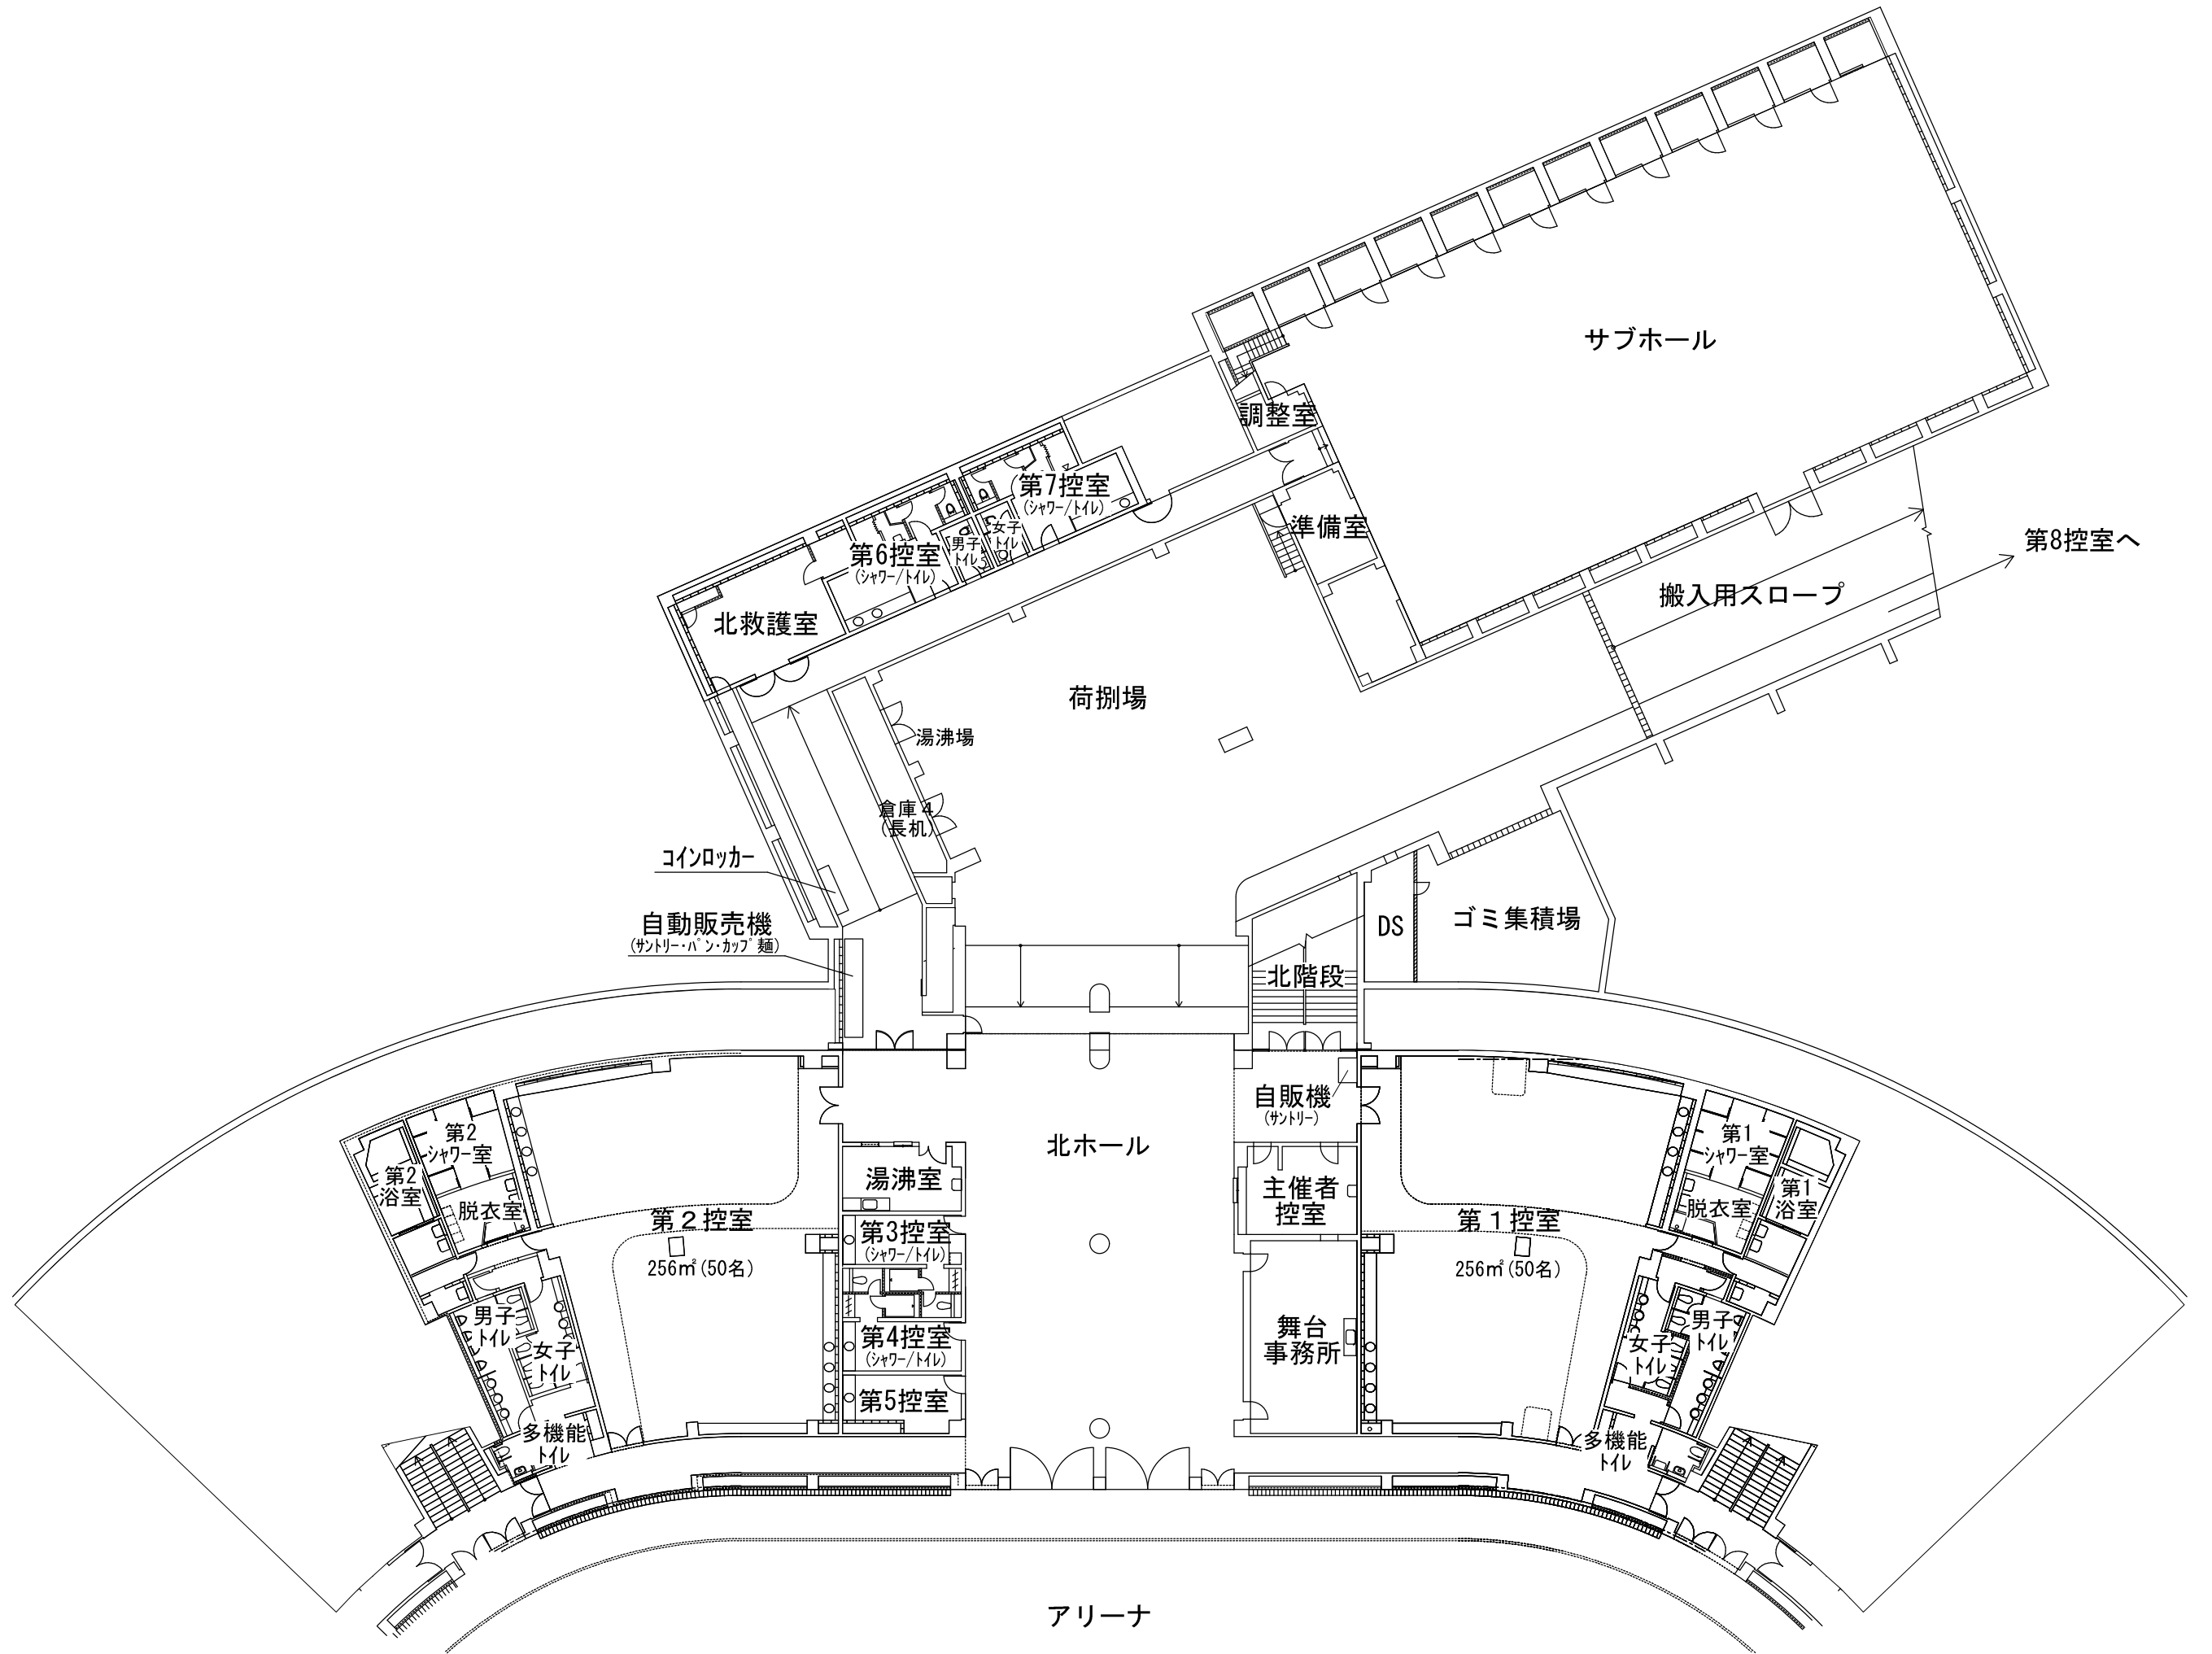 サブホール
調整室
第7控室
(シャワー/トイレ)
準備室
女子
トイレ
男子
トイレ
第6控室
(シャワー/トイレ)
第8控室へ
搬入用スロープ
北救護室
荷捌場
湯沸場
倉庫4
(長机)
コインロッカー
自動販売機
(サントリー・パン・カップ麺)
DS
ゴミ集積場
北階段
自販機
(サントリー)
北ホール
第2
シャワー室
第2
浴室
脱衣室
湯沸室
主催者
控室
第1
シャワー室
第1
浴室
脱衣室
第2控室
256㎡(50名)
第3控室
(シャワー/トイレ)
第1控室
256㎡(50名)
男子
トイレ
女子
トイレ
第4控室
(シャワー/トイレ)
舞台
事務所
女子
トイレ
男子
トイレ
第5控室
多機能
トイレ
多機能
トイレ
アリーナ